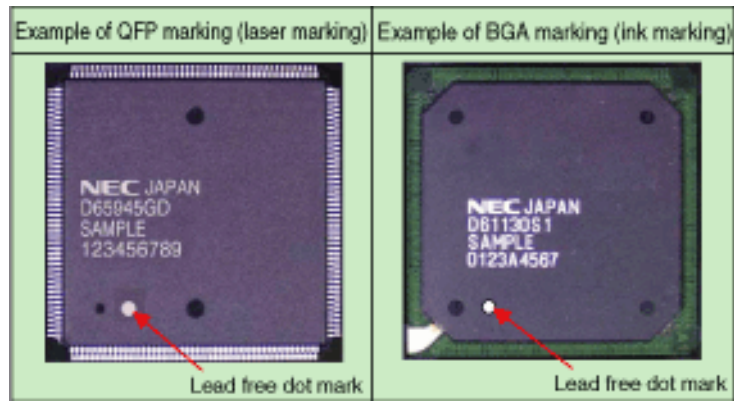 Example of QFP marking (laser marking)
Example of BGA marking (ink marking)
NEC JAPAN
D65945GD
SAMPLE
123456789
Lead free dot mark
NEC JAPAN
D61130S1
SAMPLE
0123A4567
Lead free dot mark